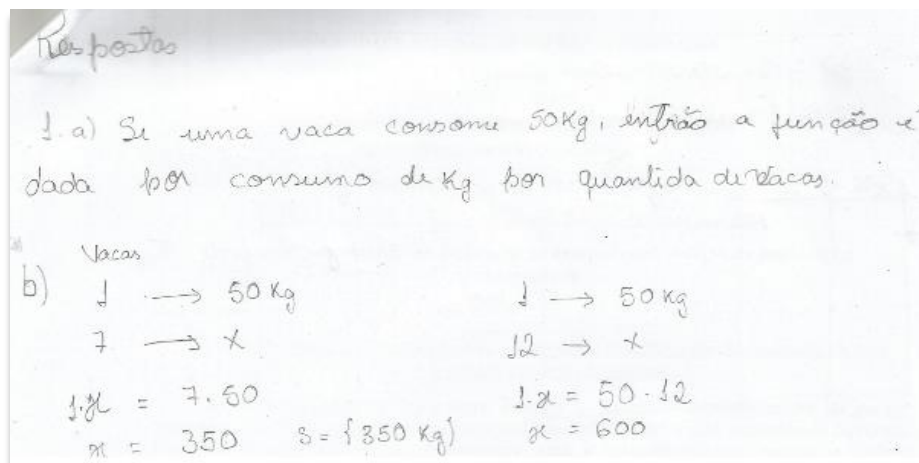 Respostas
1. a) Se uma vaca consome 50Kg, então a função é
dada por consumo de Kg por quantida de vacas.
Vacas
b) 1 → 50 Kg
7 → x
1.x = 7.50
x = 350 S = {350 Kg}
1 → 50 Kg
12 → x
1.x = 50.12
x = 600